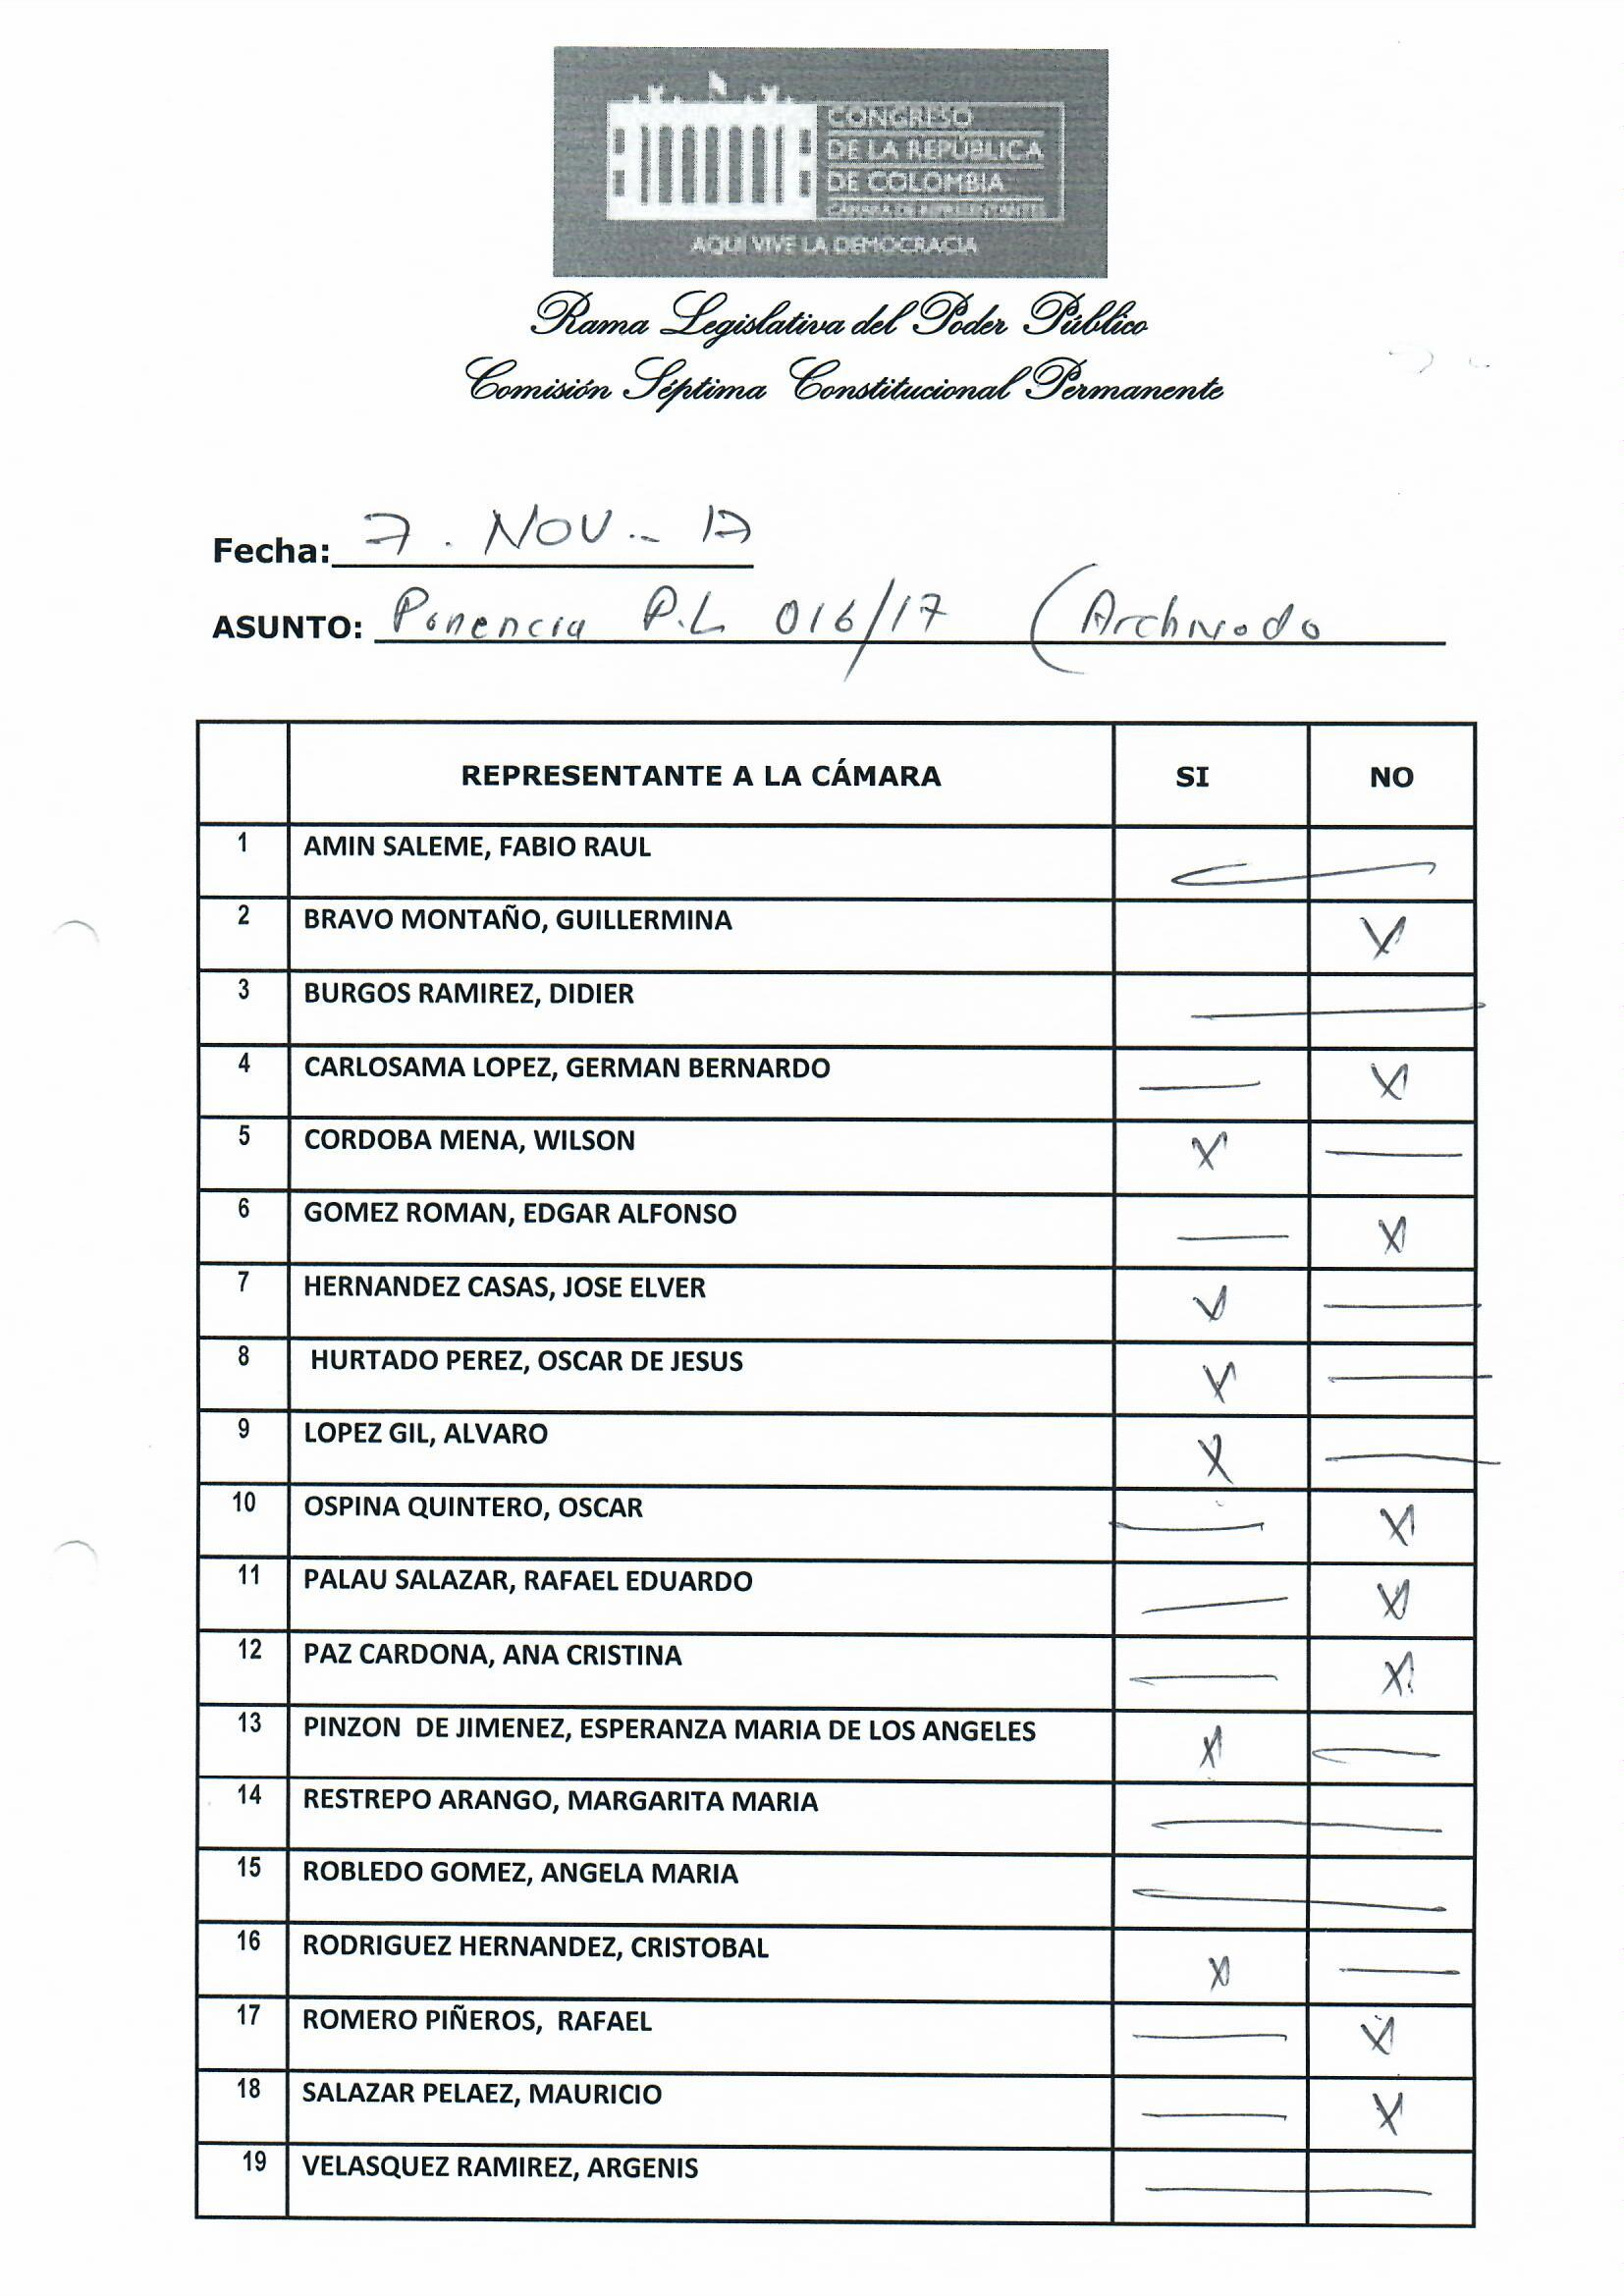 CONGRESO
DE LA REPÚBLICA
DE COLOMBIA
CÁMARA DE REPRESENTANTES
AQUÍ VIVE LA DEMOCRACIA
Rama Legislativa del Poder Público
Comisión Séptima Constitucional Permanente
Fecha: 7. NOV.- 17
ASUNTO: Ponencia P.L 016/17 (Archivado
REPRESENTANTE A LA CÁMARA SI NO
1 AMIN SALEME, FABIO RAUL
2 BRAVO MONTAÑO, GUILLERMINA X
3 BURGOS RAMIREZ, DIDIER
4 CARLOSAMA LOPEZ, GERMAN BERNARDO — X
5 CORDOBA MENA, WILSON X —
6 GOMEZ ROMAN, EDGAR ALFONSO — X
7 HERNANDEZ CASAS, JOSE ELVER X —
8 HURTADO PEREZ, OSCAR DE JESUS X —
9 LOPEZ GIL, ALVARO X —
10 OSPINA QUINTERO, OSCAR — X
11 PALAU SALAZAR, RAFAEL EDUARDO — X
12 PAZ CARDONA, ANA CRISTINA — X
13 PINZON DE JIMENEZ, ESPERANZA MARIA DE LOS ANGELES X —
14 RESTREPO ARANGO, MARGARITA MARIA
15 ROBLEDO GOMEZ, ANGELA MARIA
16 RODRIGUEZ HERNANDEZ, CRISTOBAL X —
17 ROMERO PIÑEROS, RAFAEL — X
18 SALAZAR PELAEZ, MAURICIO — X
19 VELASQUEZ RAMIREZ, ARGENIS